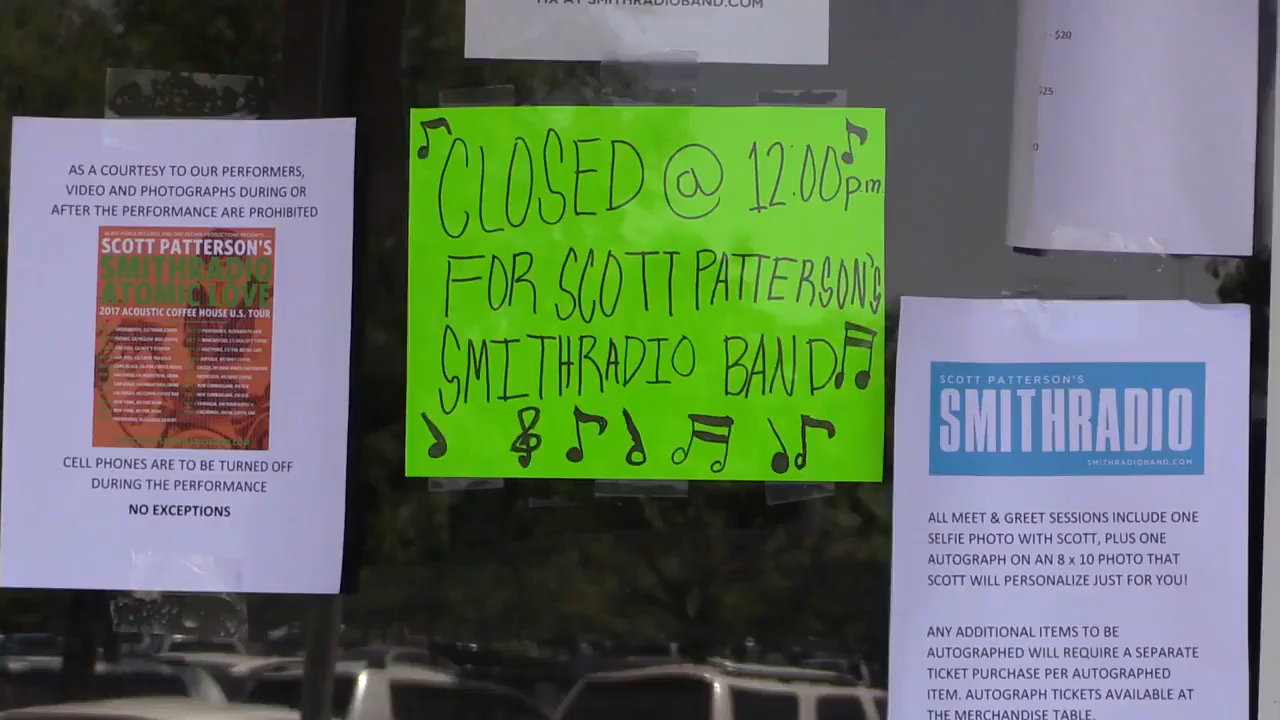 TIX AT SMITHRADIOBAND.COM
- $20
$25
AS A COURTESY TO OUR PERFORMERS,
VIDEO AND PHOTOGRAPHS DURING OR
AFTER THE PERFORMANCE ARE PROHIBITED
SCOTT PATTERSON'S
SMITHRADIO
ATOMIC LOVE
2017 ACOUSTIC COFFEE HOUSE U.S. TOUR
CELL PHONES ARE TO BE TURNED OFF
DURING THE PERFORMANCE
NO EXCEPTIONS
CLOSED @ 12:00 p.m.
FOR SCOTT PATTERSON'S
SMITHRADIO BAND
SCOTT PATTERSON'S
SMITHRADIO
SMITHRADIOBAND.COM
ALL MEET & GREET SESSIONS INCLUDE ONE
SELFIE PHOTO WITH SCOTT, PLUS ONE
AUTOGRAPH ON AN 8 x 10 PHOTO THAT
SCOTT WILL PERSONALIZE JUST FOR YOU!
ANY ADDITIONAL ITEMS TO BE
AUTOGRAPHED WILL REQUIRE A SEPARATE
TICKET PURCHASE PER AUTOGRAPHED
ITEM. AUTOGRAPH TICKETS AVAILABLE AT
THE MERCHANDISE TABLE.